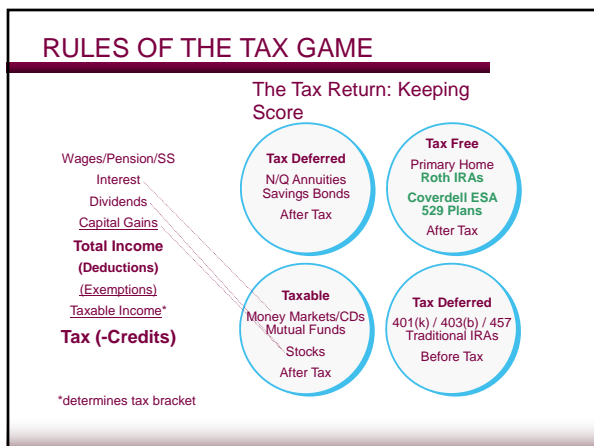 RULES OF THE TAX GAME
The Tax Return: Keeping
Score
Wages/Pension/SS
Interest
Dividends
Capital Gains
Total Income
(Deductions)
(Exemptions)
Taxable Income*
Tax (-Credits)
*determines tax bracket
Tax Deferred
N/Q Annuities
Savings Bonds
After Tax
Tax Free
Primary Home
Roth IRAs
Coverdell ESA
529 Plans
After Tax
Taxable
Money Markets/CDs
Mutual Funds
Stocks
After Tax
Tax Deferred
401(k) / 403(b) / 457
Traditional IRAs
Before Tax